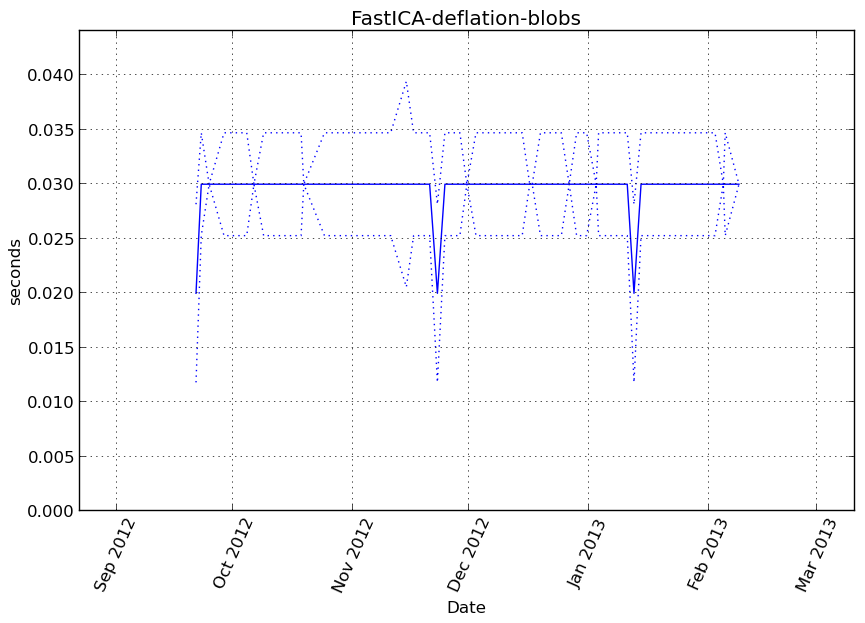 FastICA-deflation-blobs
0.040
0.035
0.030
0.025
0.020
0.015
0.010
0.005
0.000
seconds
Sep 2012
Oct 2012
Nov 2012
Dec 2012
Jan 2013
Feb 2013
Mar 2013
Date